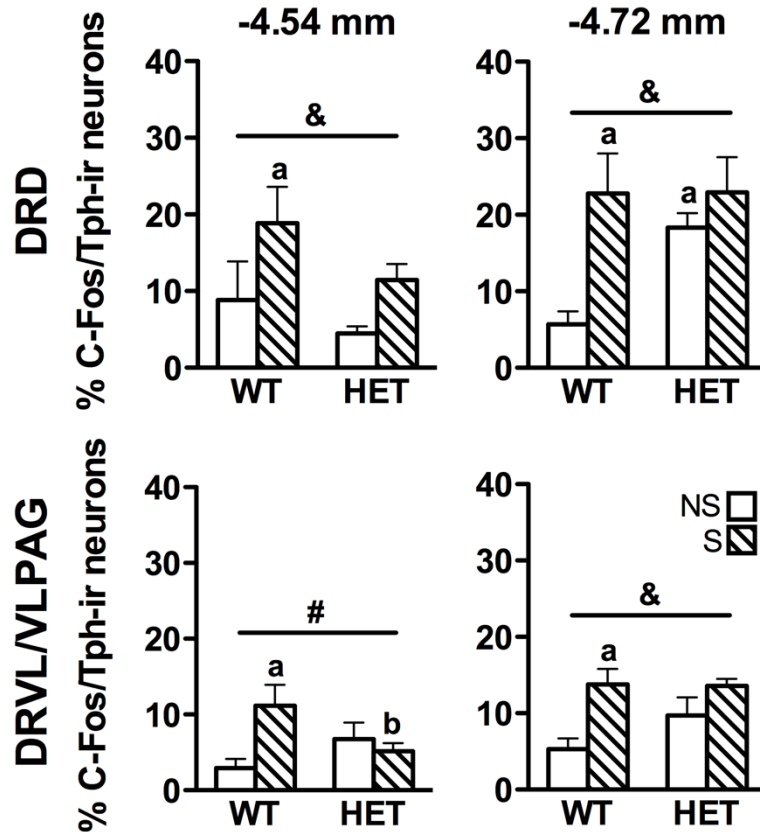 -4.54 mm
-4.72 mm
DRD
% C-Fos/Tph-ir neurons
40
30
20
10
0
&
a
WT
HET
40
30
20
10
0
&
a
a
WT
HET
DRVL/VLPAG
% C-Fos/Tph-ir neurons
40
30
20
10
0
#
a
b
WT
HET
40
30
20
10
0
NS
S
&
a
WT
HET